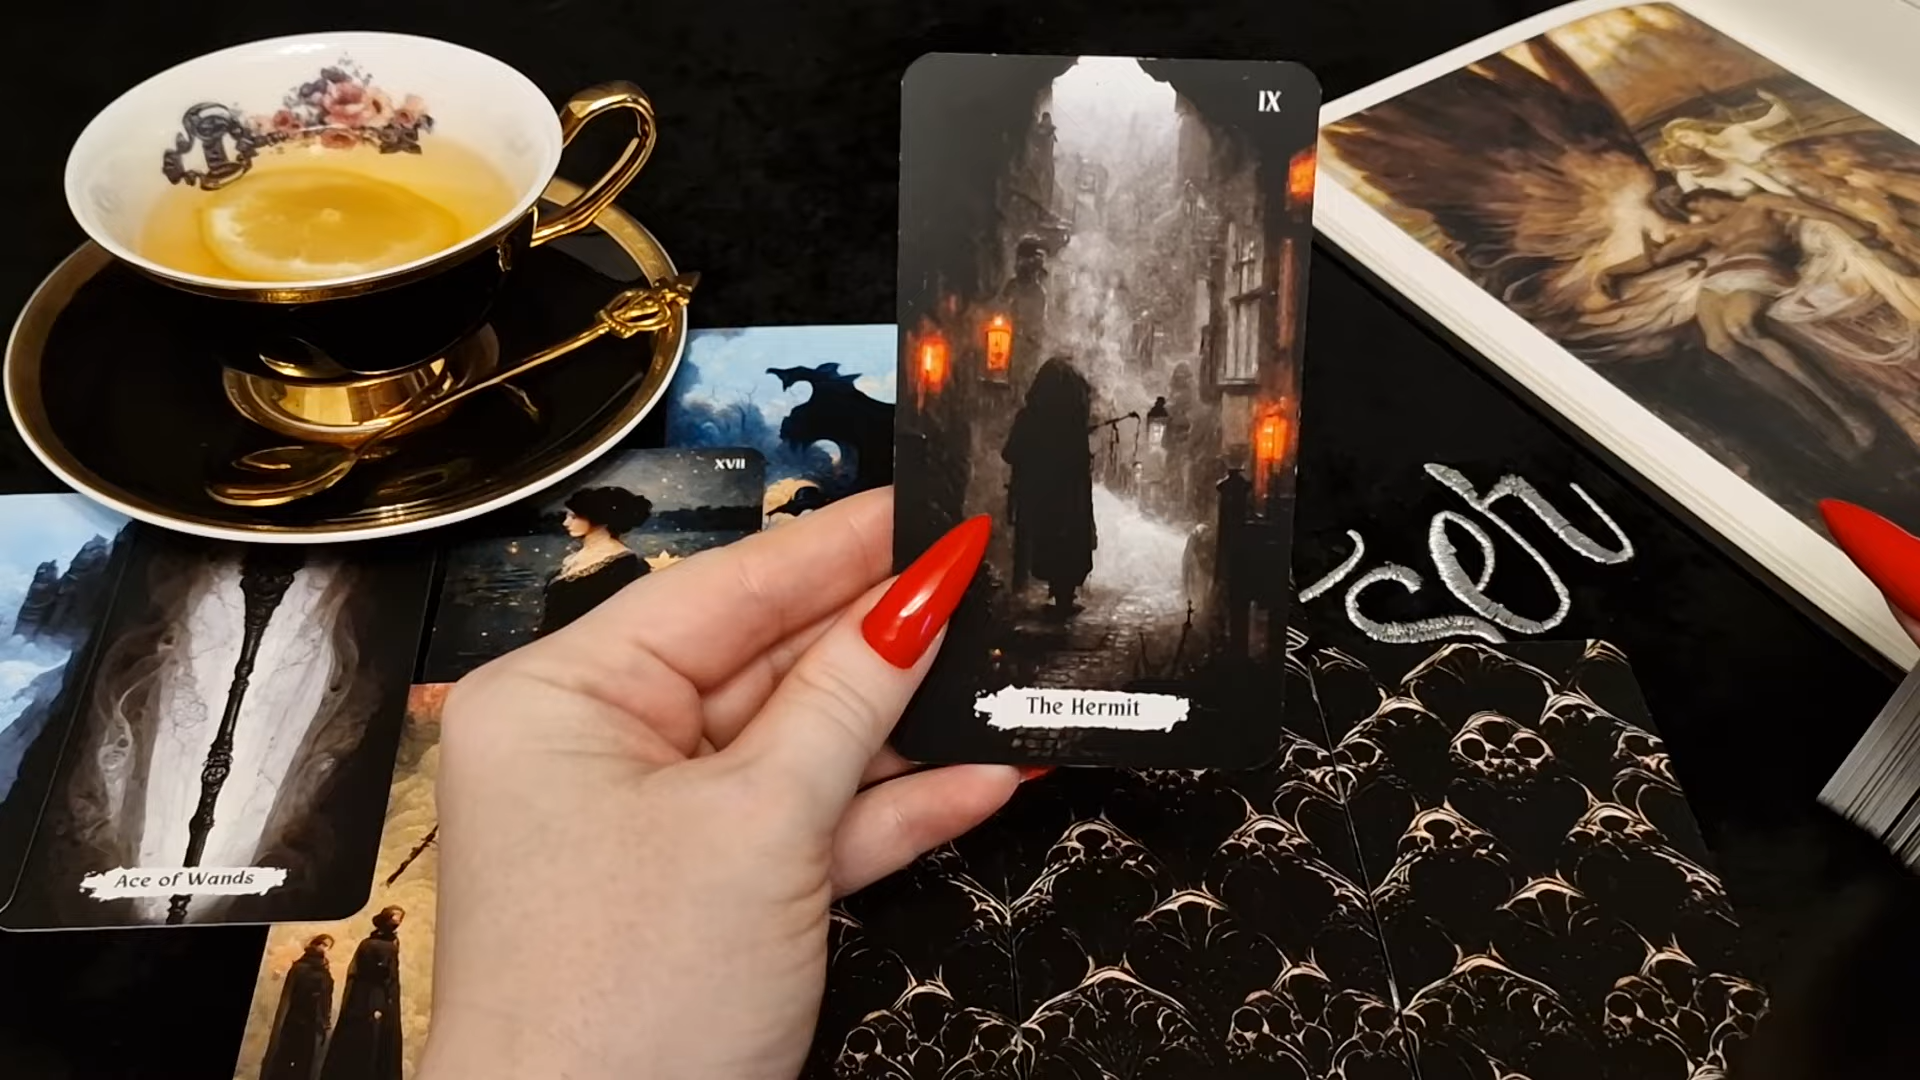 IX
The Hermit
XVII
Ace of Wands